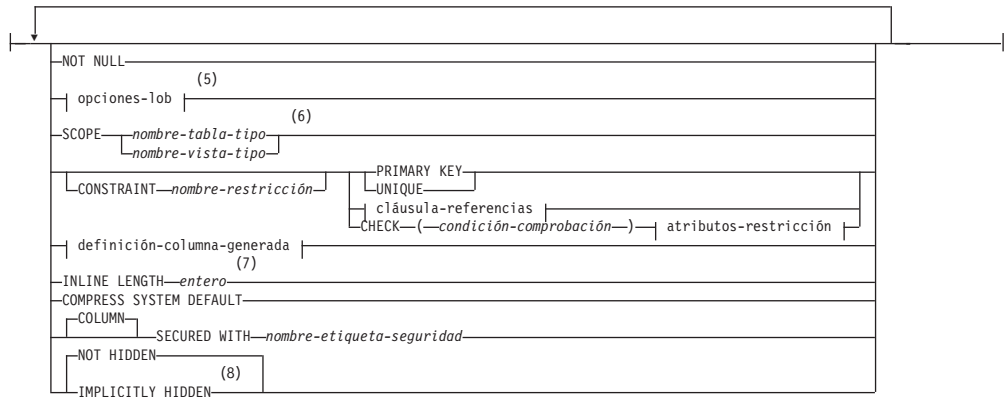 NOT NULL
(5)
opciones-lob
(6)
SCOPE nombre-tabla-tipo
nombre-vista-tipo
PRIMARY KEY
CONSTRAINT nombre-restricción UNIQUE
cláusula-referencias
CHECK ( condición-comprobación ) atributos-restricción
definición-columna-generada
(7)
INLINE LENGTH entero
COMPRESS SYSTEM DEFAULT
COLUMN
SECURED WITH nombre-etiqueta-seguridad
NOT HIDDEN
(8)
IMPLICITLY HIDDEN